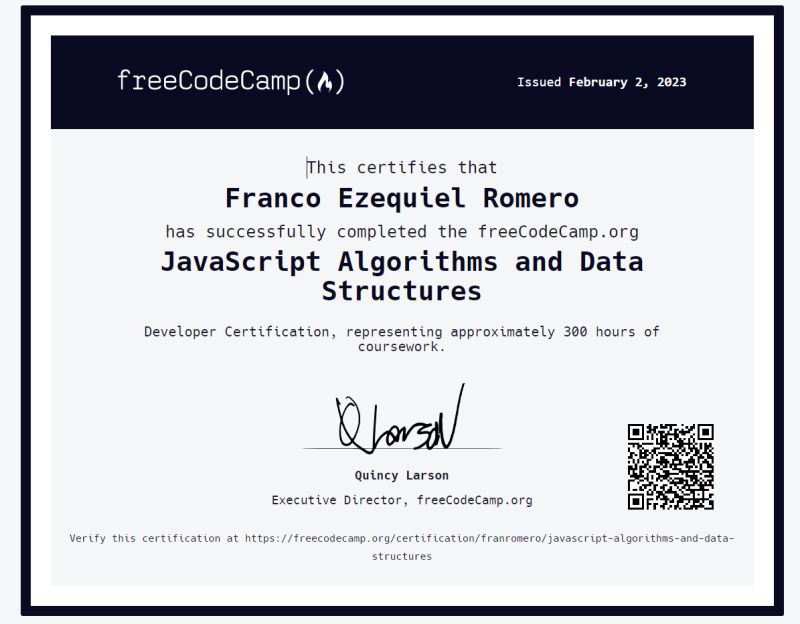 freeCodeCamp(🔥)
Issued February 2, 2023
This certifies that
Franco Ezequiel Romero
has successfully completed the freeCodeCamp.org
JavaScript Algorithms and Data
Structures
Developer Certification, representing approximately 300 hours of
coursework.
QLarson
Quincy Larson
Executive Director, freeCodeCamp.org
Verify this certification at https://freecodecamp.org/certification/franromero/javascript-algorithms-and-data-
structures